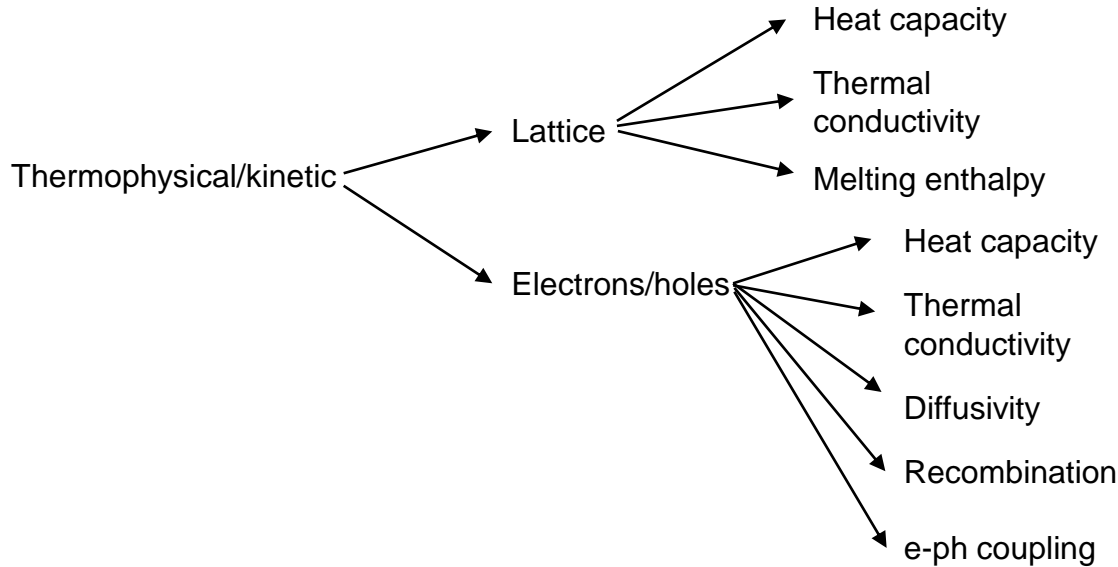 Heat capacity
Thermal
conductivity
Lattice
Thermophysical/kinetic
Melting enthalpy
Heat capacity
Electrons/holes
Thermal
conductivity
Diffusivity
Recombination
e-ph coupling